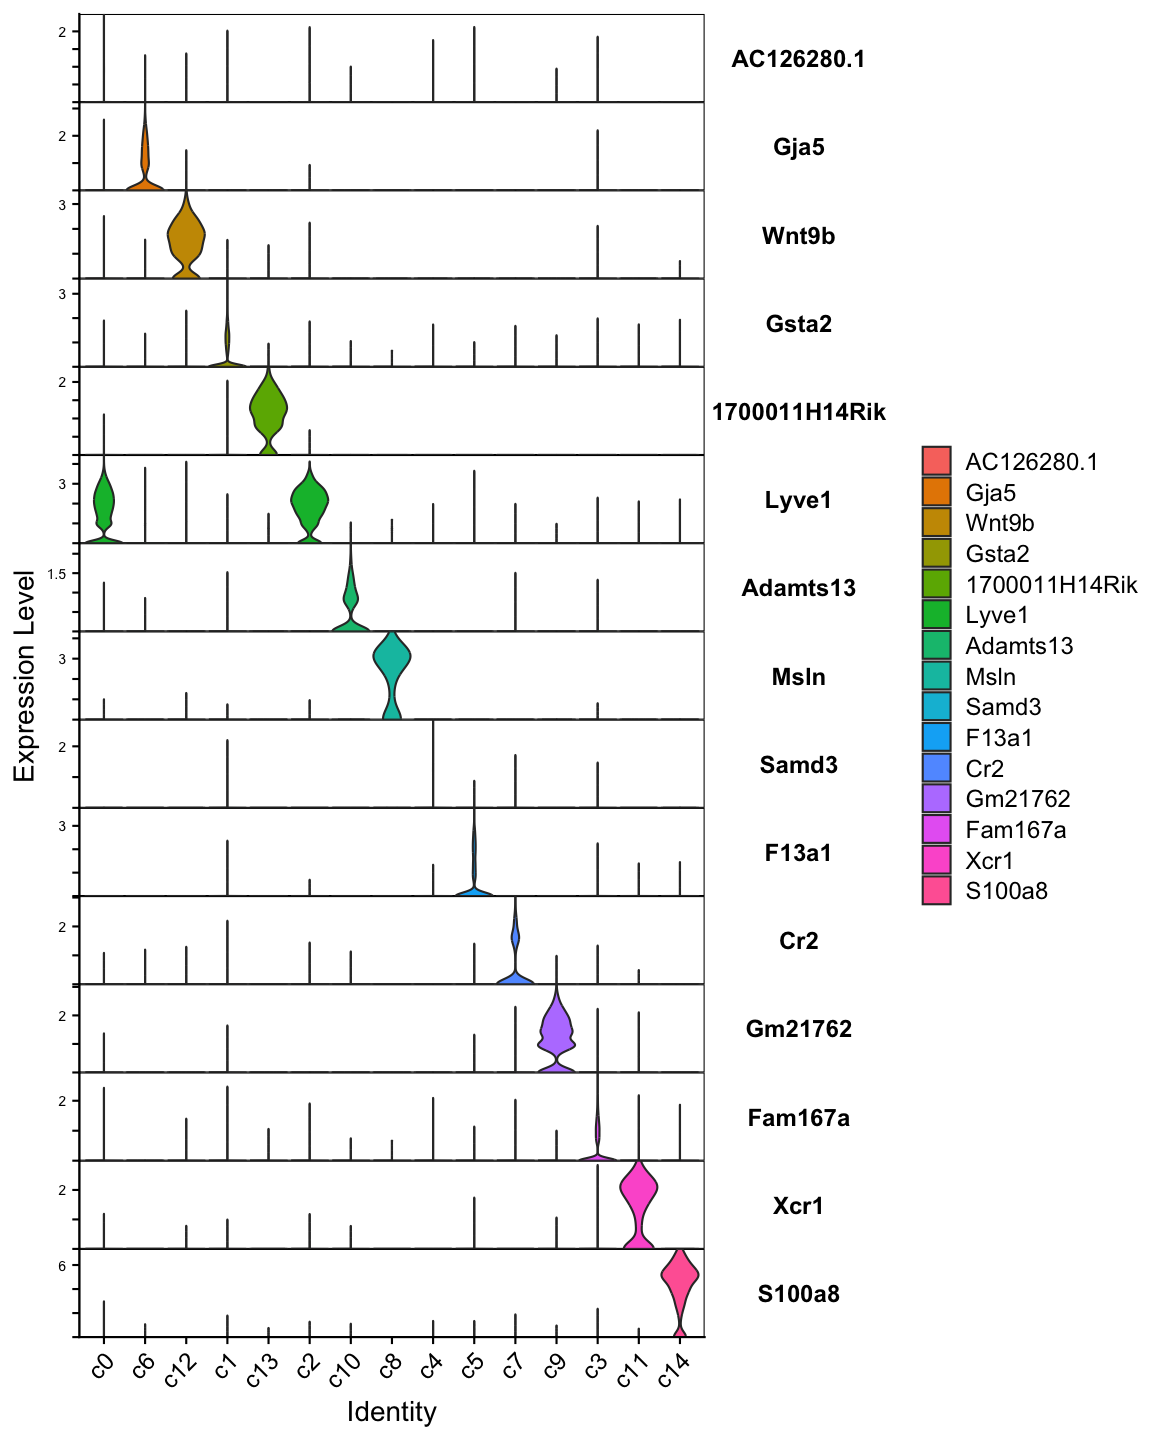 2
AC126280.1
2
Gja5
3
Wnt9b
3
Gsta2
2
1700011H14Rik
3
Lyve1
1.5
Adamts13
3
Msln
2
Samd3
3
F13a1
2
Cr2
2
Gm21762
2
Fam167a
2
Xcr1
6
S100a8
Expression Level
c0 c6 c12 c1 c13 c2 c10 c8 c4 c5 c7 c9 c3 c11 c14
Identity
AC126280.1
Gja5
Wnt9b
Gsta2
1700011H14Rik
Lyve1
Adamts13
Msln
Samd3
F13a1
Cr2
Gm21762
Fam167a
Xcr1
S100a8